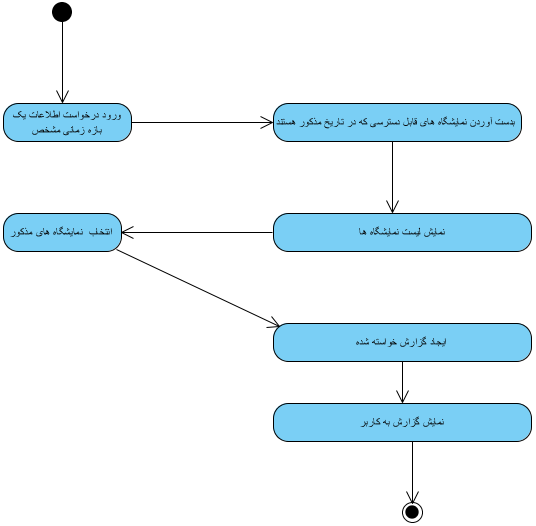 ورود درخواست اطلاعات یک
بازه زمانی مشخص
بدست آوردن نمایشگاه های قابل دسترسی که در تاریخ مذکور هستند
نمایش لیست نمایشگاه ها
انتخاب نمایشگاه های مذکور
ایجاد گزارش خواسته شده
نمایش گزارش به کاربر